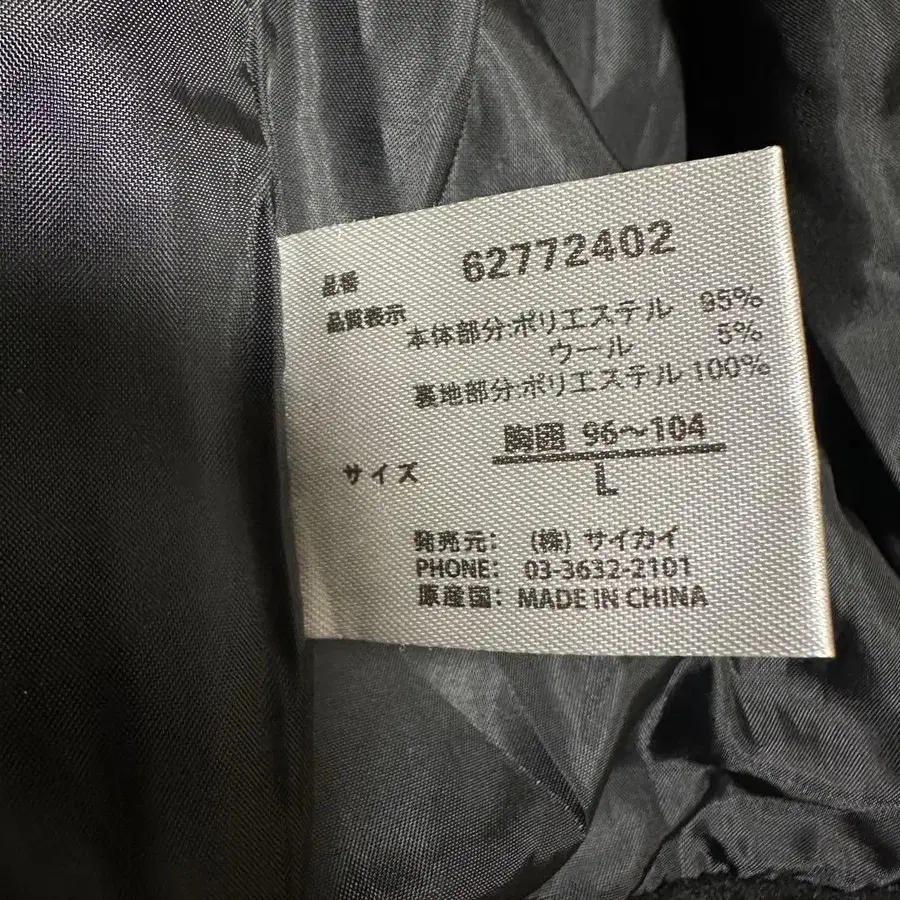 品番 62772402
品質表示
本体部分:ポリエステル 95%
ウール 5%
裏地部分:ポリエステル 100%
胸囲 96～104
サイズ
L
発売元: (株) サイカイ
PHONE: 03-3632-2101
原産国: MADE IN CHINA